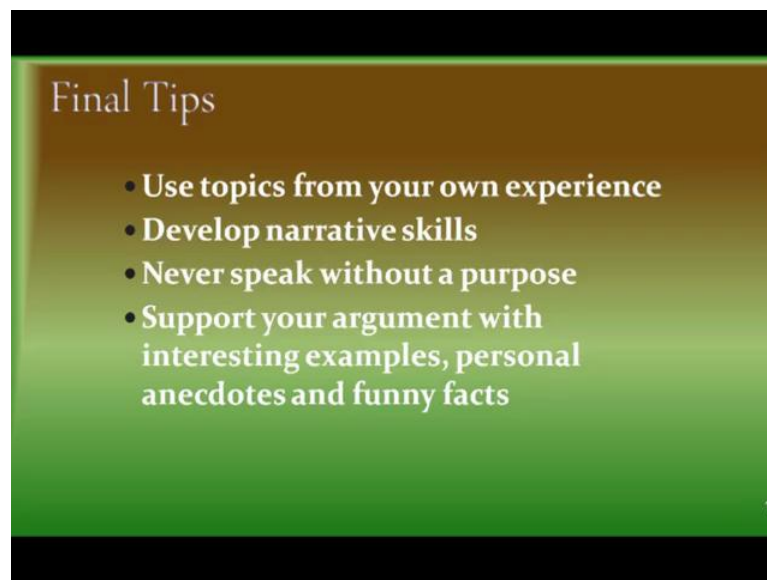 Final Tips
• Use topics from your own experience
• Develop narrative skills
• Never speak without a purpose
• Support your argument with
interesting examples, personal
anecdotes and funny facts